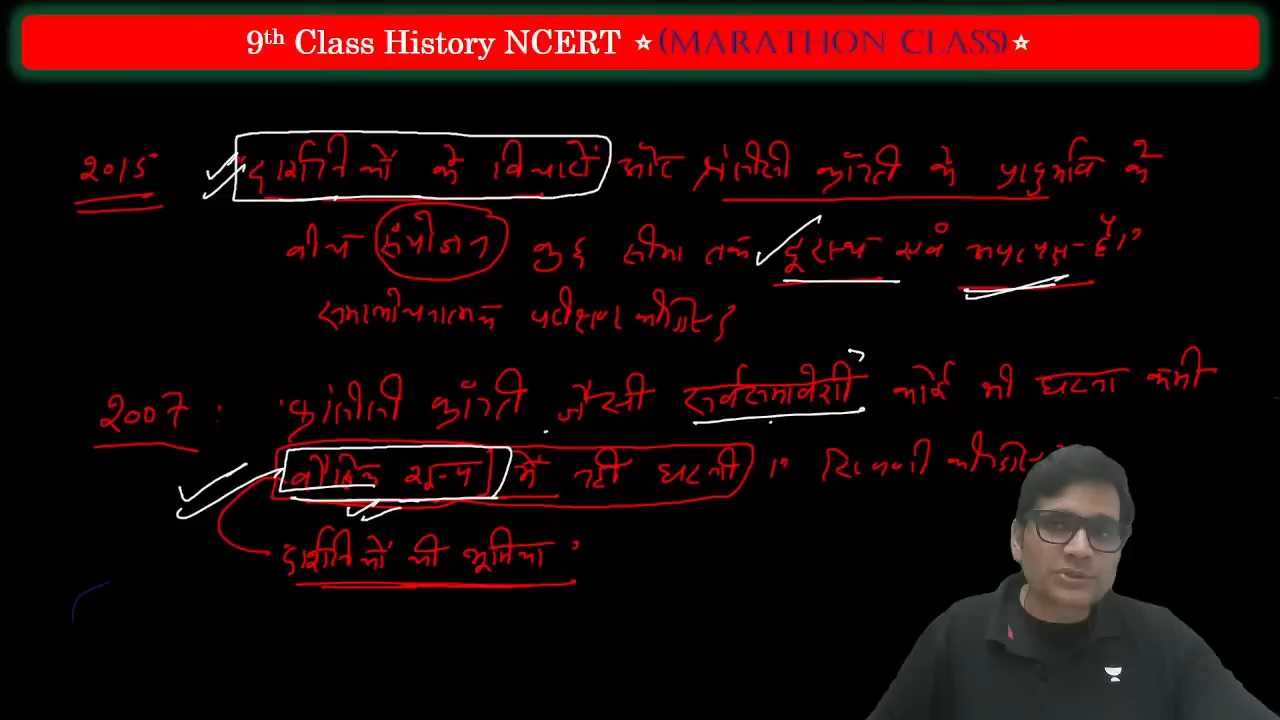 9th Class History NCERT ☆(MARATHON CLASS)☆
2015 "दार्शनिकों के विचारों और फ्रांसीसी क्रांति के प्रादुर्भाव के
बीच संयोजन कुछ सीमा तक दूरस्थ एवं अप्रत्यक्ष है।"
समालोचनात्मक परीक्षण कीजिए
2007 : 'फ्रांसीसी क्रांति जैसी सर्वसमावेशी कोई भी घटना कभी
बौद्धिक शून्य में नहीं घटती।" टिप्पणी
दार्शनिकों की भूमिका